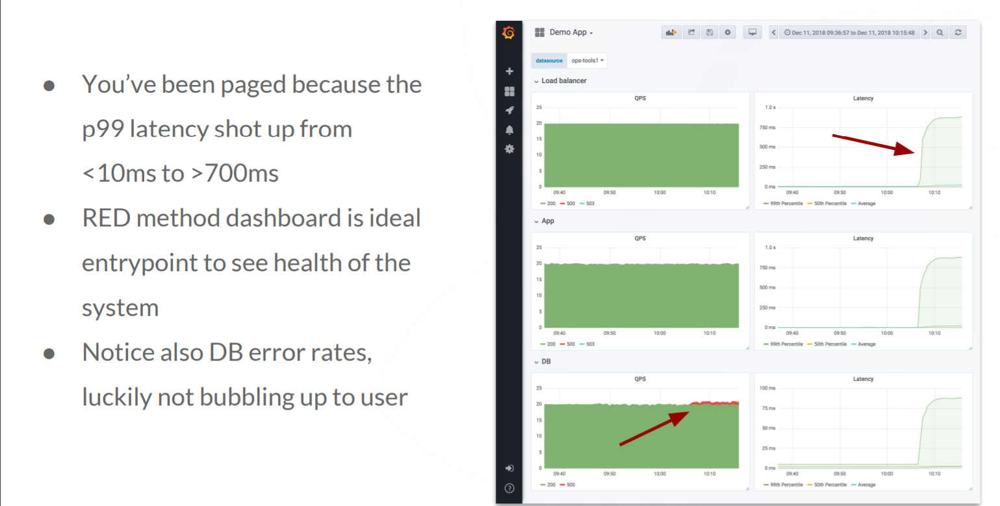 ● You’ve been paged because the
p99 latency shot up from
<10ms to >700ms
● RED method dashboard is ideal
entrypoint to see health of the
system
● Notice also DB error rates,
luckily not bubbling up to user
Demo App
Dec 11, 2018 09:36:57 to Dec 11, 2018 10:15:48
datasource ops-tools1
Load balancer
QPS
25
20
15
10
5
0
09:40 09:50 10:00 10:10
200 500 503
Latency
1.0 s
750 ms
500 ms
250 ms
0 ms
09:40 09:50 10:00 10:10
99th Percentile 50th Percentile Average
App
QPS
25
20
15
10
5
0
09:40 09:50 10:00 10:10
200 500 503
Latency
1.0 s
750 ms
500 ms
250 ms
0 ms
09:40 09:50 10:00 10:10
99th Percentile 50th Percentile Average
DB
QPS
25
20
15
10
5
0
09:40 09:50 10:00 10:10
200 500
Latency
100 ms
75 ms
50 ms
25 ms
0 ms
09:40 09:50 10:00 10:10
99th Percentile 50th Percentile Average